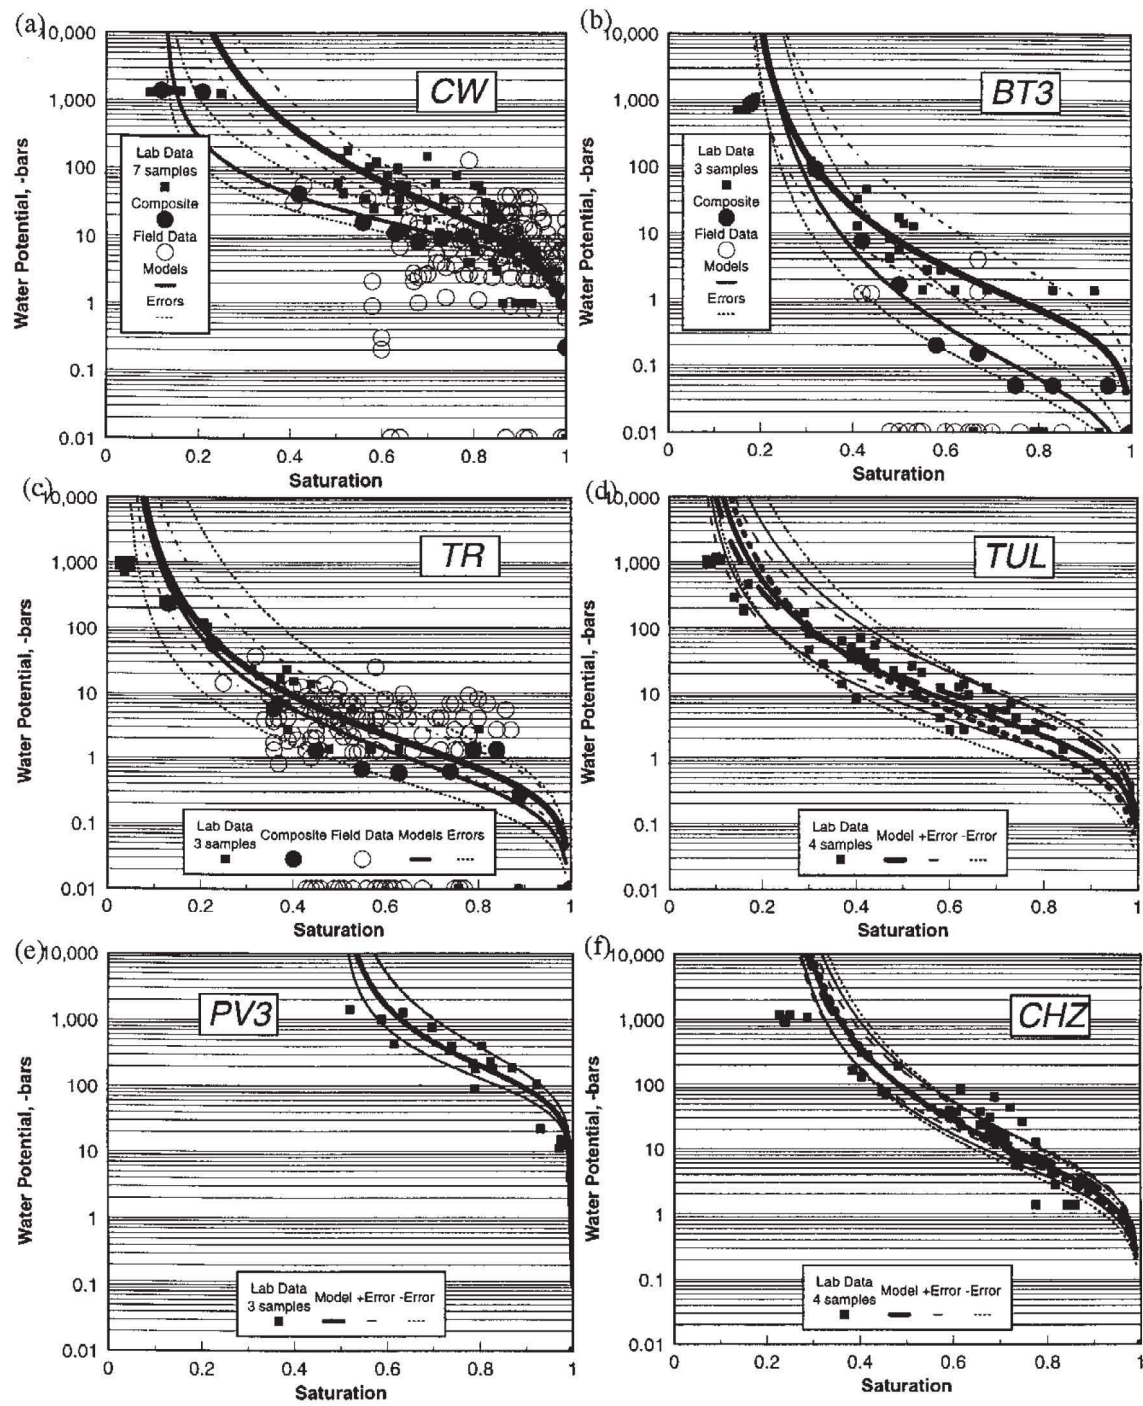 (a)
10,000
1,000
100
10
1
0.1
0.01
Water Potential, -bars
CW
Lab Data
7 samples
Composite
Field Data
Models
Errors
0 0.2 0.4 0.6 0.8 1
Saturation
(b)
10,000
1,000
100
10
1
0.1
0.01
Water Potential, -bars
BT3
Lab Data
3 samples
Composite
Field Data
Models
Errors
0 0.2 0.4 0.6 0.8 1
Saturation
(c)
10,000
1,000
100
10
1
0.1
0.01
Water Potential, -bars
TR
Lab Data
3 samples
Composite Field Data Models Errors
0 0.2 0.4 0.6 0.8 1
Saturation
(d)
10,000
1,000
100
10
1
0.1
0.01
Water Potential, -bars
TUL
Lab Data
4 samples
Model +Error -Error
0 0.2 0.4 0.6 0.8 1
Saturation
(e)
10,000
1,000
100
10
1
0.1
0.01
Water Potential, -bars
PV3
Lab Data
3 samples
Model +Error -Error
0 0.2 0.4 0.6 0.8 1
Saturation
(f)
10,000
1,000
100
10
1
0.1
0.01
Water Potential, -bars
CHZ
Lab Data
4 samples
Model +Error -Error
0 0.2 0.4 0.6 0.8 1
Saturation